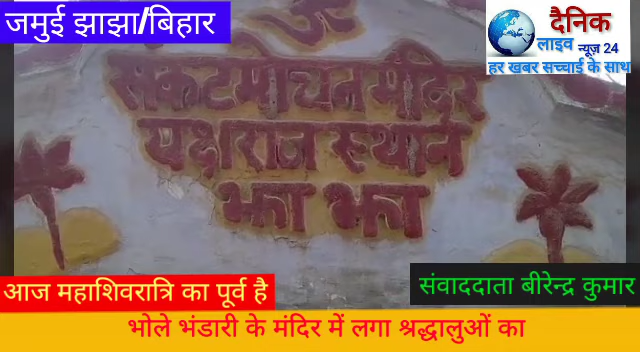 जमुई झाझा/बिहार
दैनिक
लाइव न्यूज़ 24
हर खबर सच्चाई के साथ
संकटमोचन मंदिर
यक्षराज स्थान
झा झा
संवाददाता बीरेन्द्र कुमार
आज महाशिवरात्रि का पूर्व है
भोले भंडारी के मंदिर में लगा श्रद्धालुओं का